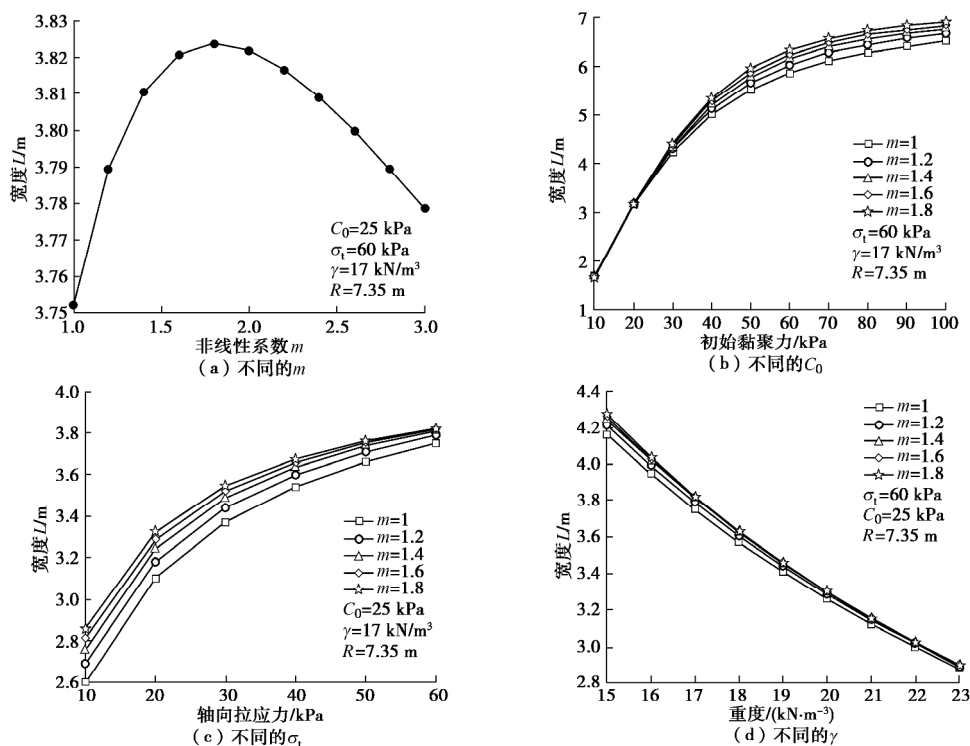 3.83
3.82
3.81
3.80
3.79
3.78
3.77
3.76
3.75
宽度L/m
C₀=25 kPa
σₜ=60 kPa
γ=17 kN/m³
R=7.35 m
1.0 1.5 2.0 2.5 3.0
非线性系数m
（a）不同的m
7
6
5
4
3
2
1
宽度L/m
m=1
m=1.2
m=1.4
m=1.6
m=1.8
σₜ=60 kPa
γ=17 kN/m³
R=7.35 m
10 20 30 40 50 60 70 80 90 100
初始黏聚力/kPa
（b）不同的C₀
4.0
3.8
3.6
3.4
3.2
3.0
2.8
2.6
宽度L/m
m=1
m=1.2
m=1.4
m=1.6
m=1.8
C₀=25 kPa
γ=17 kN/m³
R=7.35 m
10 20 30 40 50 60
轴向拉应力/kPa
（c）不同的σₜ
4.4
4.2
4.0
3.8
3.6
3.4
3.2
3.0
2.8
宽度L/m
m=1
m=1.2
m=1.4
m=1.6
m=1.8
σₜ=60 kPa
C₀=25 kPa
R=7.35 m
15 16 17 18 19 20 21 22 23
重度/(kN·m⁻³)
（d）不同的γ